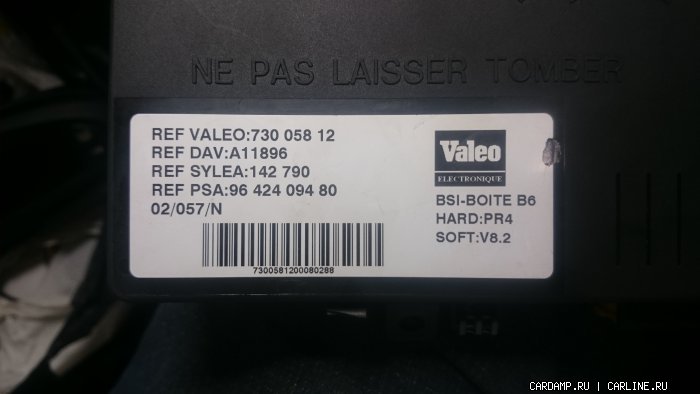 NE PAS LAISSER TOMBER
REF VALEO:730 058 12
REF DAV:A11896
REF SYLEA:142 790
REF PSA:96 424 094 80
02/057/N
7300581200080288
Valeo
ELECTRONIQUE
BSI-BOITE B6
HARD:PR4
SOFT:V8.2
CARDAMP.RU | CARLINE.RU